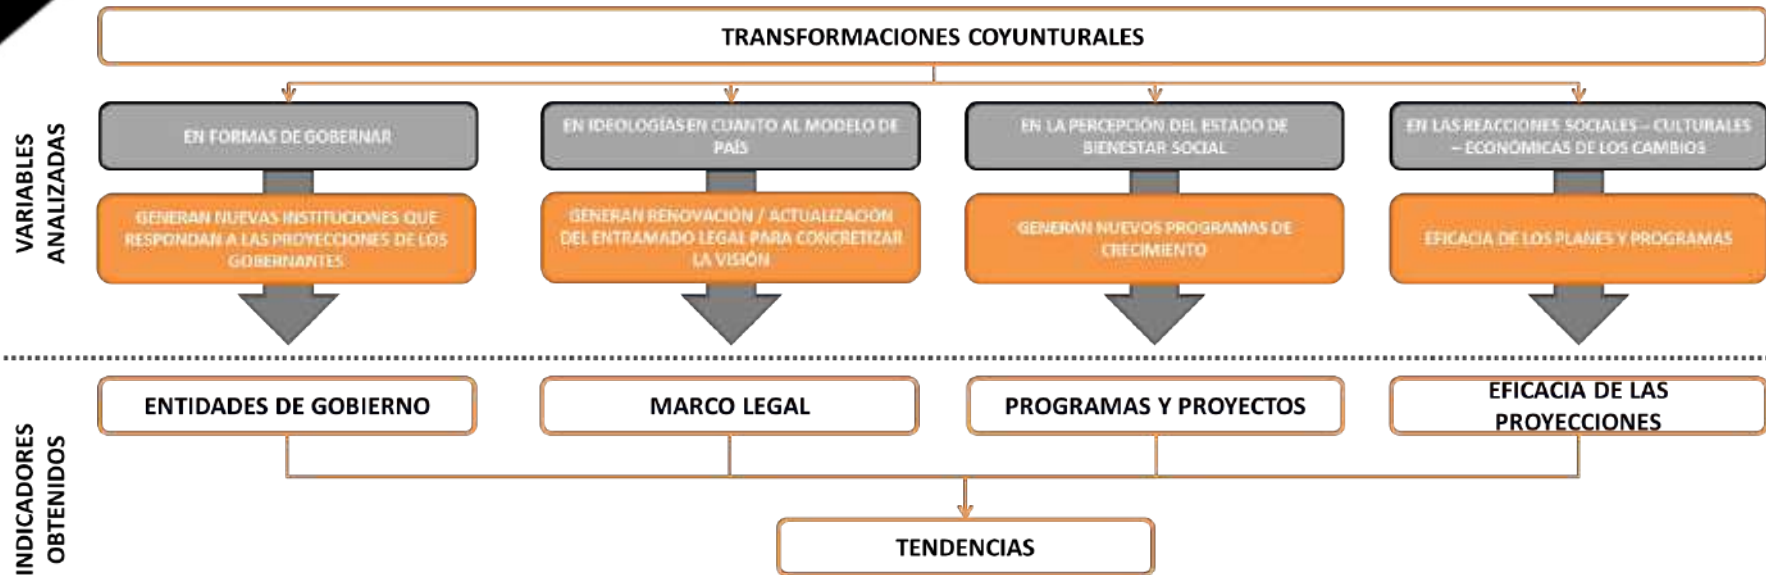 TRANSFORMACIONES COYUNTURALES
VARIABLES
ANALIZADAS
EN FORMAS DE GOBERNAR
EN IDEOLOGÍAS EN CUANTO AL MODELO DE
PAÍS
EN LA PERCEPCIÓN DEL ESTADO DE
BIENESTAR SOCIAL
EN LAS REACCIONES SOCIALES – CULTURALES
– ECONÓMICAS DE LOS CAMBIOS
GENERAN NUEVAS INSTITUCIONES QUE
RESPONDAN A LAS PROYECCIONES DE LOS
GOBERNANTES
GENERAN RENOVACIÓN / ACTUALIZACIÓN
DEL ENTRAMADO LEGAL PARA CONCRETIZAR
LA VISIÓN
GENERAN NUEVOS PROGRAMAS DE
CRECIMIENTO
EFICACIA DE LOS PLANES Y PROGRAMAS
INDICADORES
OBTENIDOS
ENTIDADES DE GOBIERNO
MARCO LEGAL
PROGRAMAS Y PROYECTOS
EFICACIA DE LAS
PROYECCIONES
TENDENCIAS